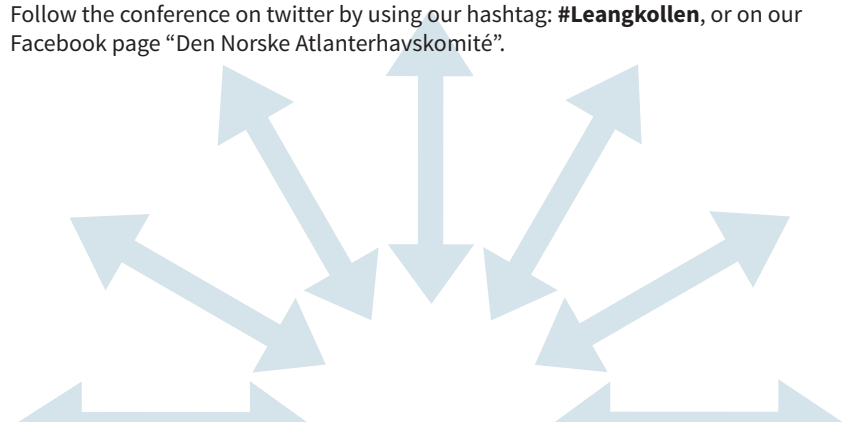 Follow the conference on twitter by using our hashtag: #Leangkollen, or on our
Facebook page “Den Norske Atlanterhavskomité”.